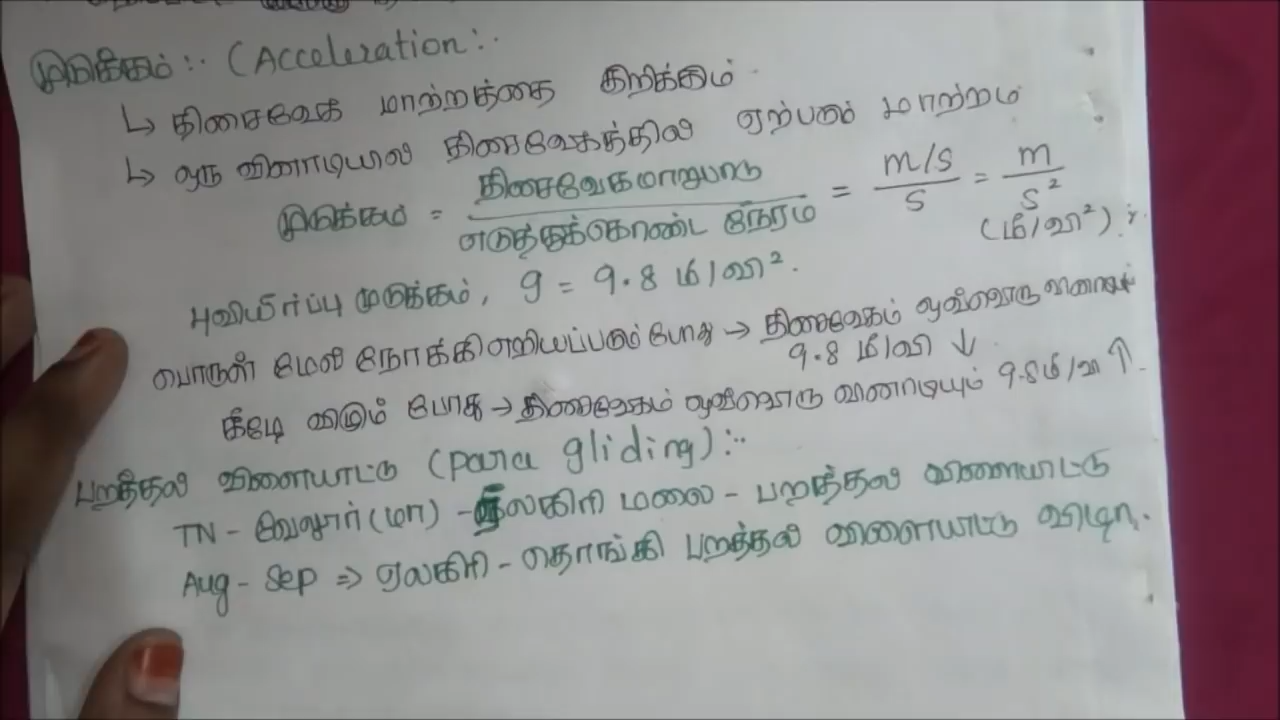 முடுக்கம்:- (Acceleration:-
↳ திசைவேக மாற்றத்தை குறிக்கும்
↳ ஒரு வினாடியில் திசைவேகத்தில் ஏற்படும் மாற்றம்
முடுக்கம் = திசைவேகமாறுபாடு / எடுத்துக்கொண்ட நேரம் = m/s / s = m / s²
(மீ/வி²)
புவியீர்ப்பு முடுக்கம், g = 9.8 மீ/வி².
பொருள் மேல் நோக்கி எறியப்படும் போது → திசைவேகம் ஒவ்வொரு
9.8 மீ/வி ↓
கீழே விழும் போது → திசைவேகம் ஒவ்வொரு வினாடியும் 9.8மீ/வி ↑.
பறத்தல் விளையாட்டு (para gliding):-
TN - வேலூர் (மா) - ஏலகிரி மலை - பறத்தல் விளையாட்டு
Aug - Sep ⇒ ஏலகிரி - தொங்கி பறத்தல் விளையாட்டு விழா.